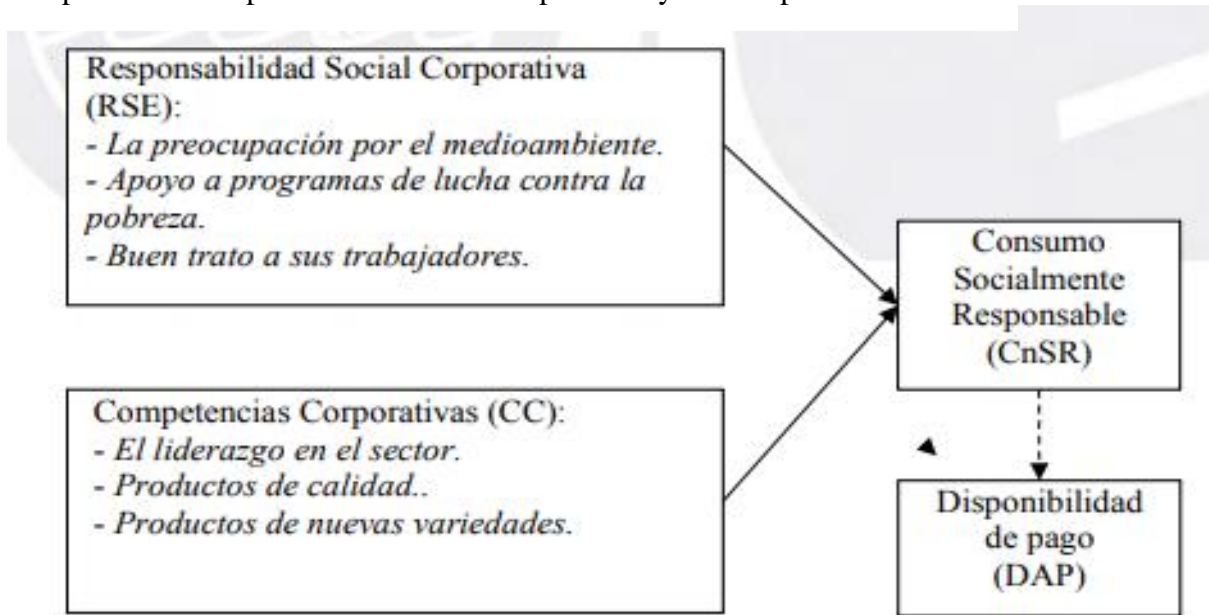 Responsabilidad Social Corporativa
(RSE):
- La preocupación por el medioambiente.
- Apoyo a programas de lucha contra la
pobreza.
- Buen trato a sus trabajadores.
Competencias Corporativas (CC):
- El liderazgo en el sector.
- Productos de calidad..
- Productos de nuevas variedades.
Consumo
Socialmente
Responsable
(CnSR)
Disponibilidad
de pago
(DAP)